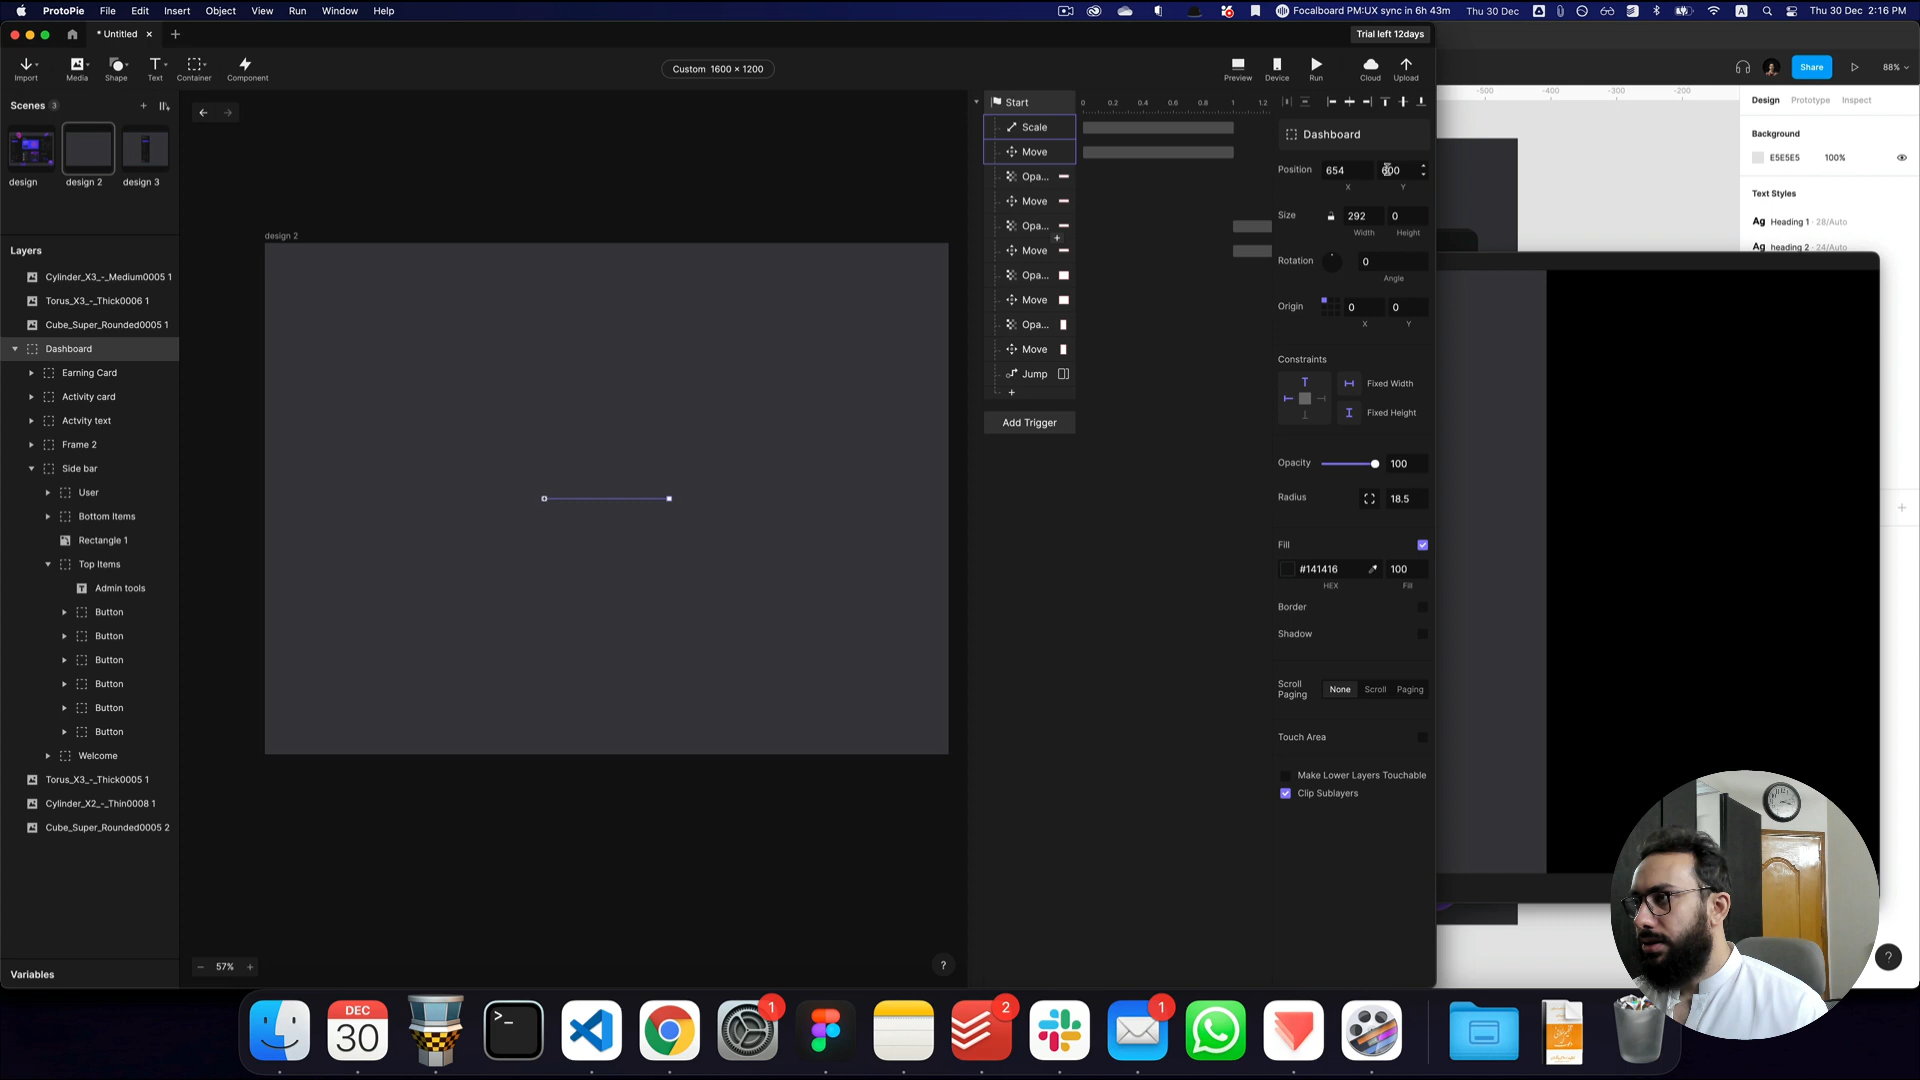 ProtoPie File Edit Insert Object View Run Window Help
Focalboard PM:UX sync in 6h 43m Thu 30 Dec A Thu 30 Dec 2:16 PM
* Untitled
Trial left 12days
Import Media Shape Text Container Component
Custom 1600 × 1200
Preview Device Run Cloud Upload
Share 88%
Scenes 3
design design 2 design 3
Layers
Cylinder_X3_-_Medium0005 1
Torus_X3_-_Thick0006 1
Cube_Super_Rounded0005 1
Dashboard
Earning Card
Activity card
Actvity text
Frame 2
Side bar
User
Bottom Items
Rectangle 1
Top Items
Admin tools
Button
Button
Button
Button
Button
Button
Welcome
Torus_X3_-_Thick0005 1
Cylinder_X2_-_Thin0008 1
Cube_Super_Rounded0005 2
Variables
design 2
57%
?
Start
0 0.2 0.4 0.6 0.8 1 1.2
Scale
Move
Opa...
Move
Opa...
Move
Opa...
Move
Opa...
Move
Jump
Add Trigger
Dashboard
Position 654 600
X Y
Size 292 0
Width Height
Rotation 0
Angle
Origin 0 0
X Y
Constraints
Fixed Width
Fixed Height
Opacity 100
Radius 18.5
Fill
#141416 100
HEX Fill
Border
Shadow
Scroll Paging None Scroll Paging
Touch Area
Make Lower Layers Touchable
Clip Sublayers
-500 -400 -300 -200
Design Prototype Inspect
Background
E5E5E5 100%
Text Styles
Ag Heading 1 · 28/Auto
Ag heading 2 · 24/Auto
?
DEC
30
1
2
1